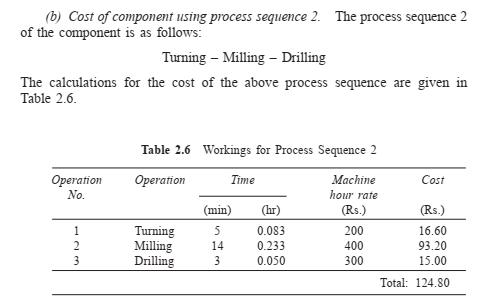 (b) Cost of component using process sequence 2. The process sequence 2
of the component is as follows:
Turning – Milling – Drilling
The calculations for the cost of the above process sequence are given in
Table 2.6.
Table 2.6 Workings for Process Sequence 2
Operation Operation Time Machine Cost
No. hour rate
(min) (hr) (Rs.) (Rs.)
1 Turning 5 0.083 200 16.60
2 Milling 14 0.233 400 93.20
3 Drilling 3 0.050 300 15.00
Total: 124.80